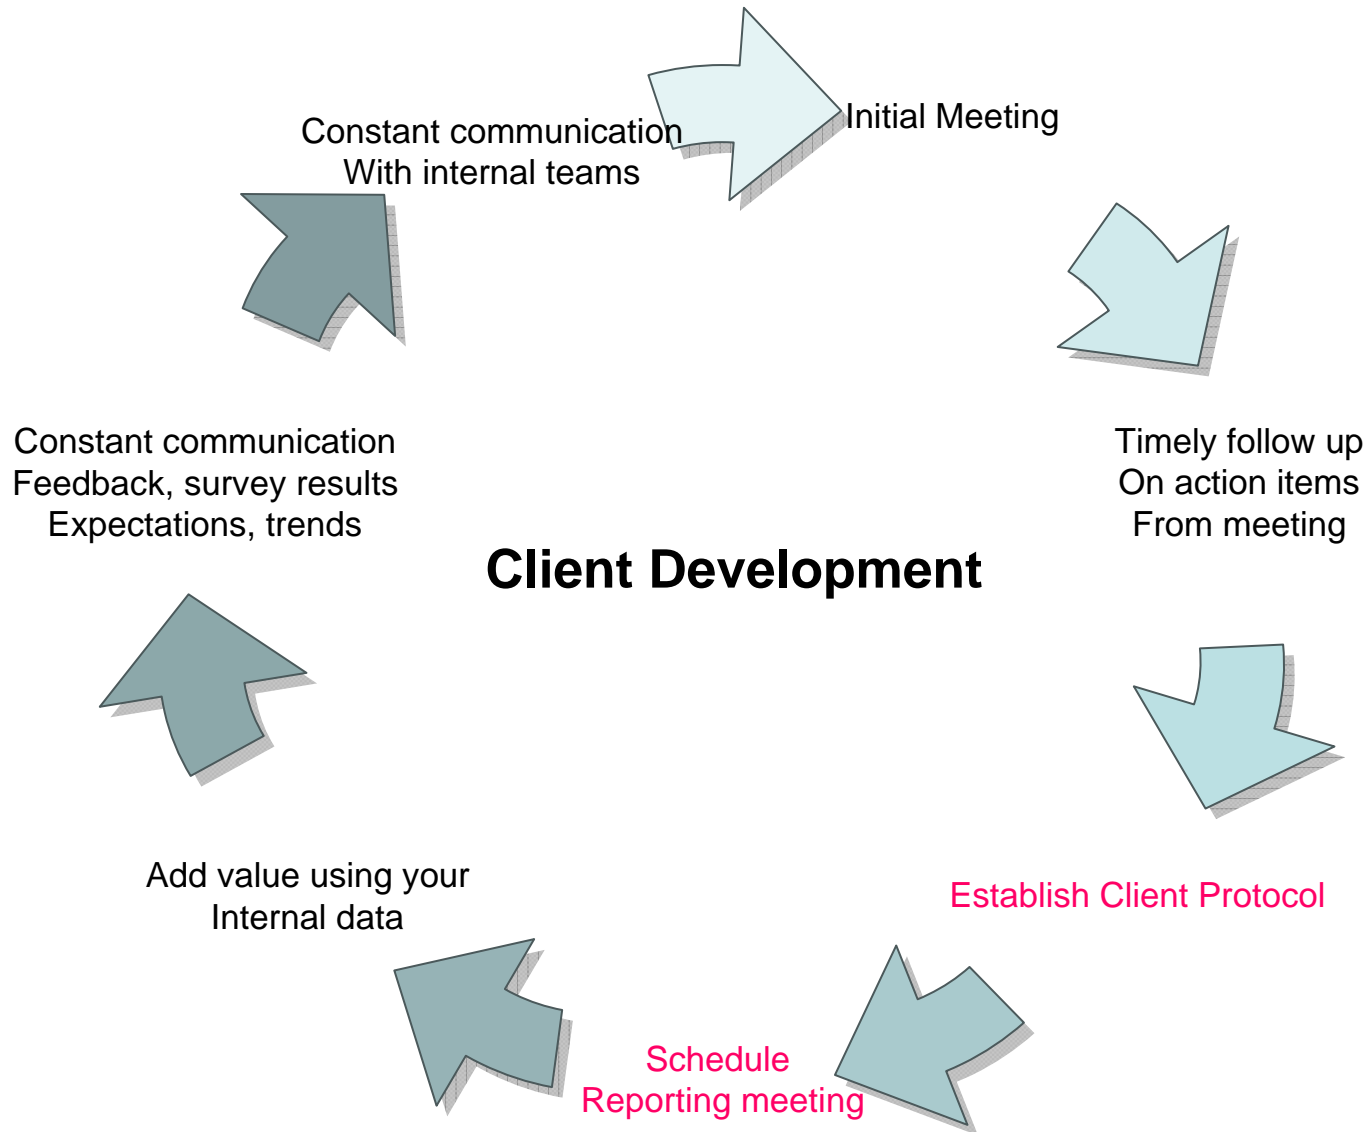 Constant communication
With internal teams
Initial Meeting
Timely follow up
On action items
From meeting
Constant communication
Feedback, survey results
Expectations, trends
Client Development
Establish Client Protocol
Add value using your
Internal data
Schedule
Reporting meeting